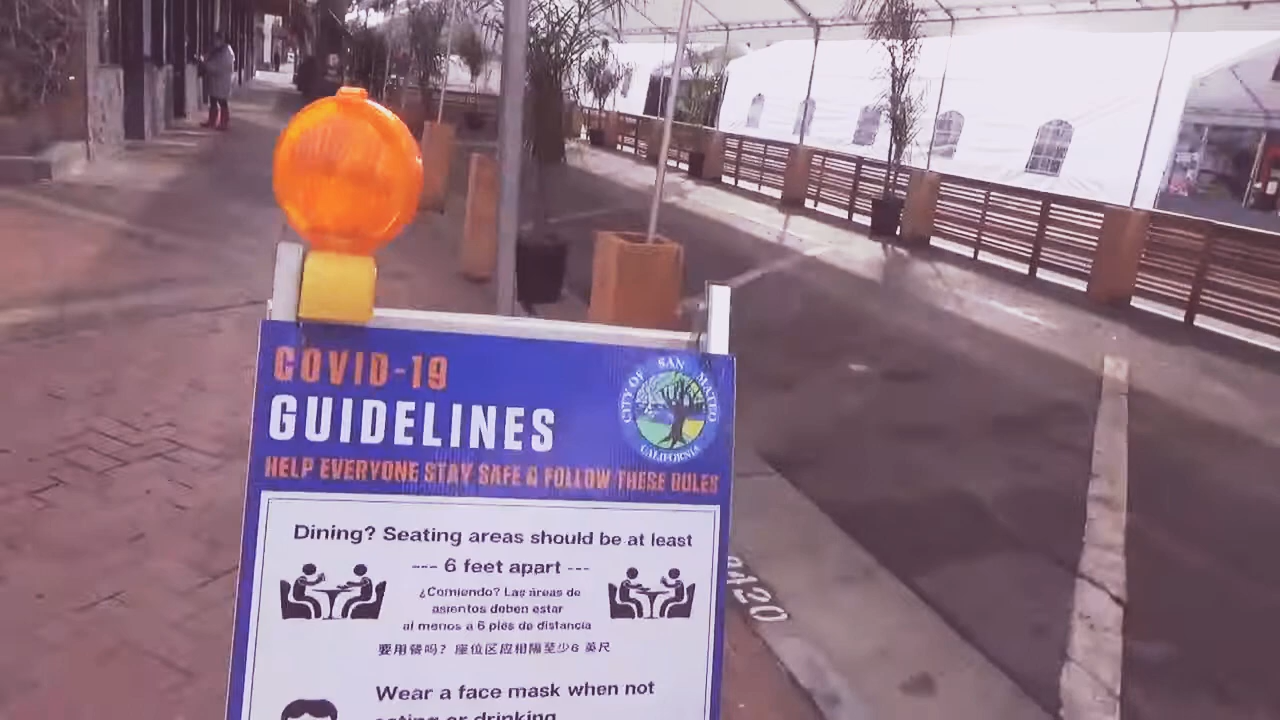 COVID-19
GUIDELINES
CITY OF SAN MATEO
CALIFORNIA
HELP EVERYONE STAY SAFE & FOLLOW THESE RULES
Dining? Seating areas should be at least
--- 6 feet apart ---
¿Comiendo? Las áreas de
asientos deben estar
al menos a 6 piés de distancia
要用餐吗? 座位区应相隔至少6 英尺
Wear a face mask when not
eating or drinking